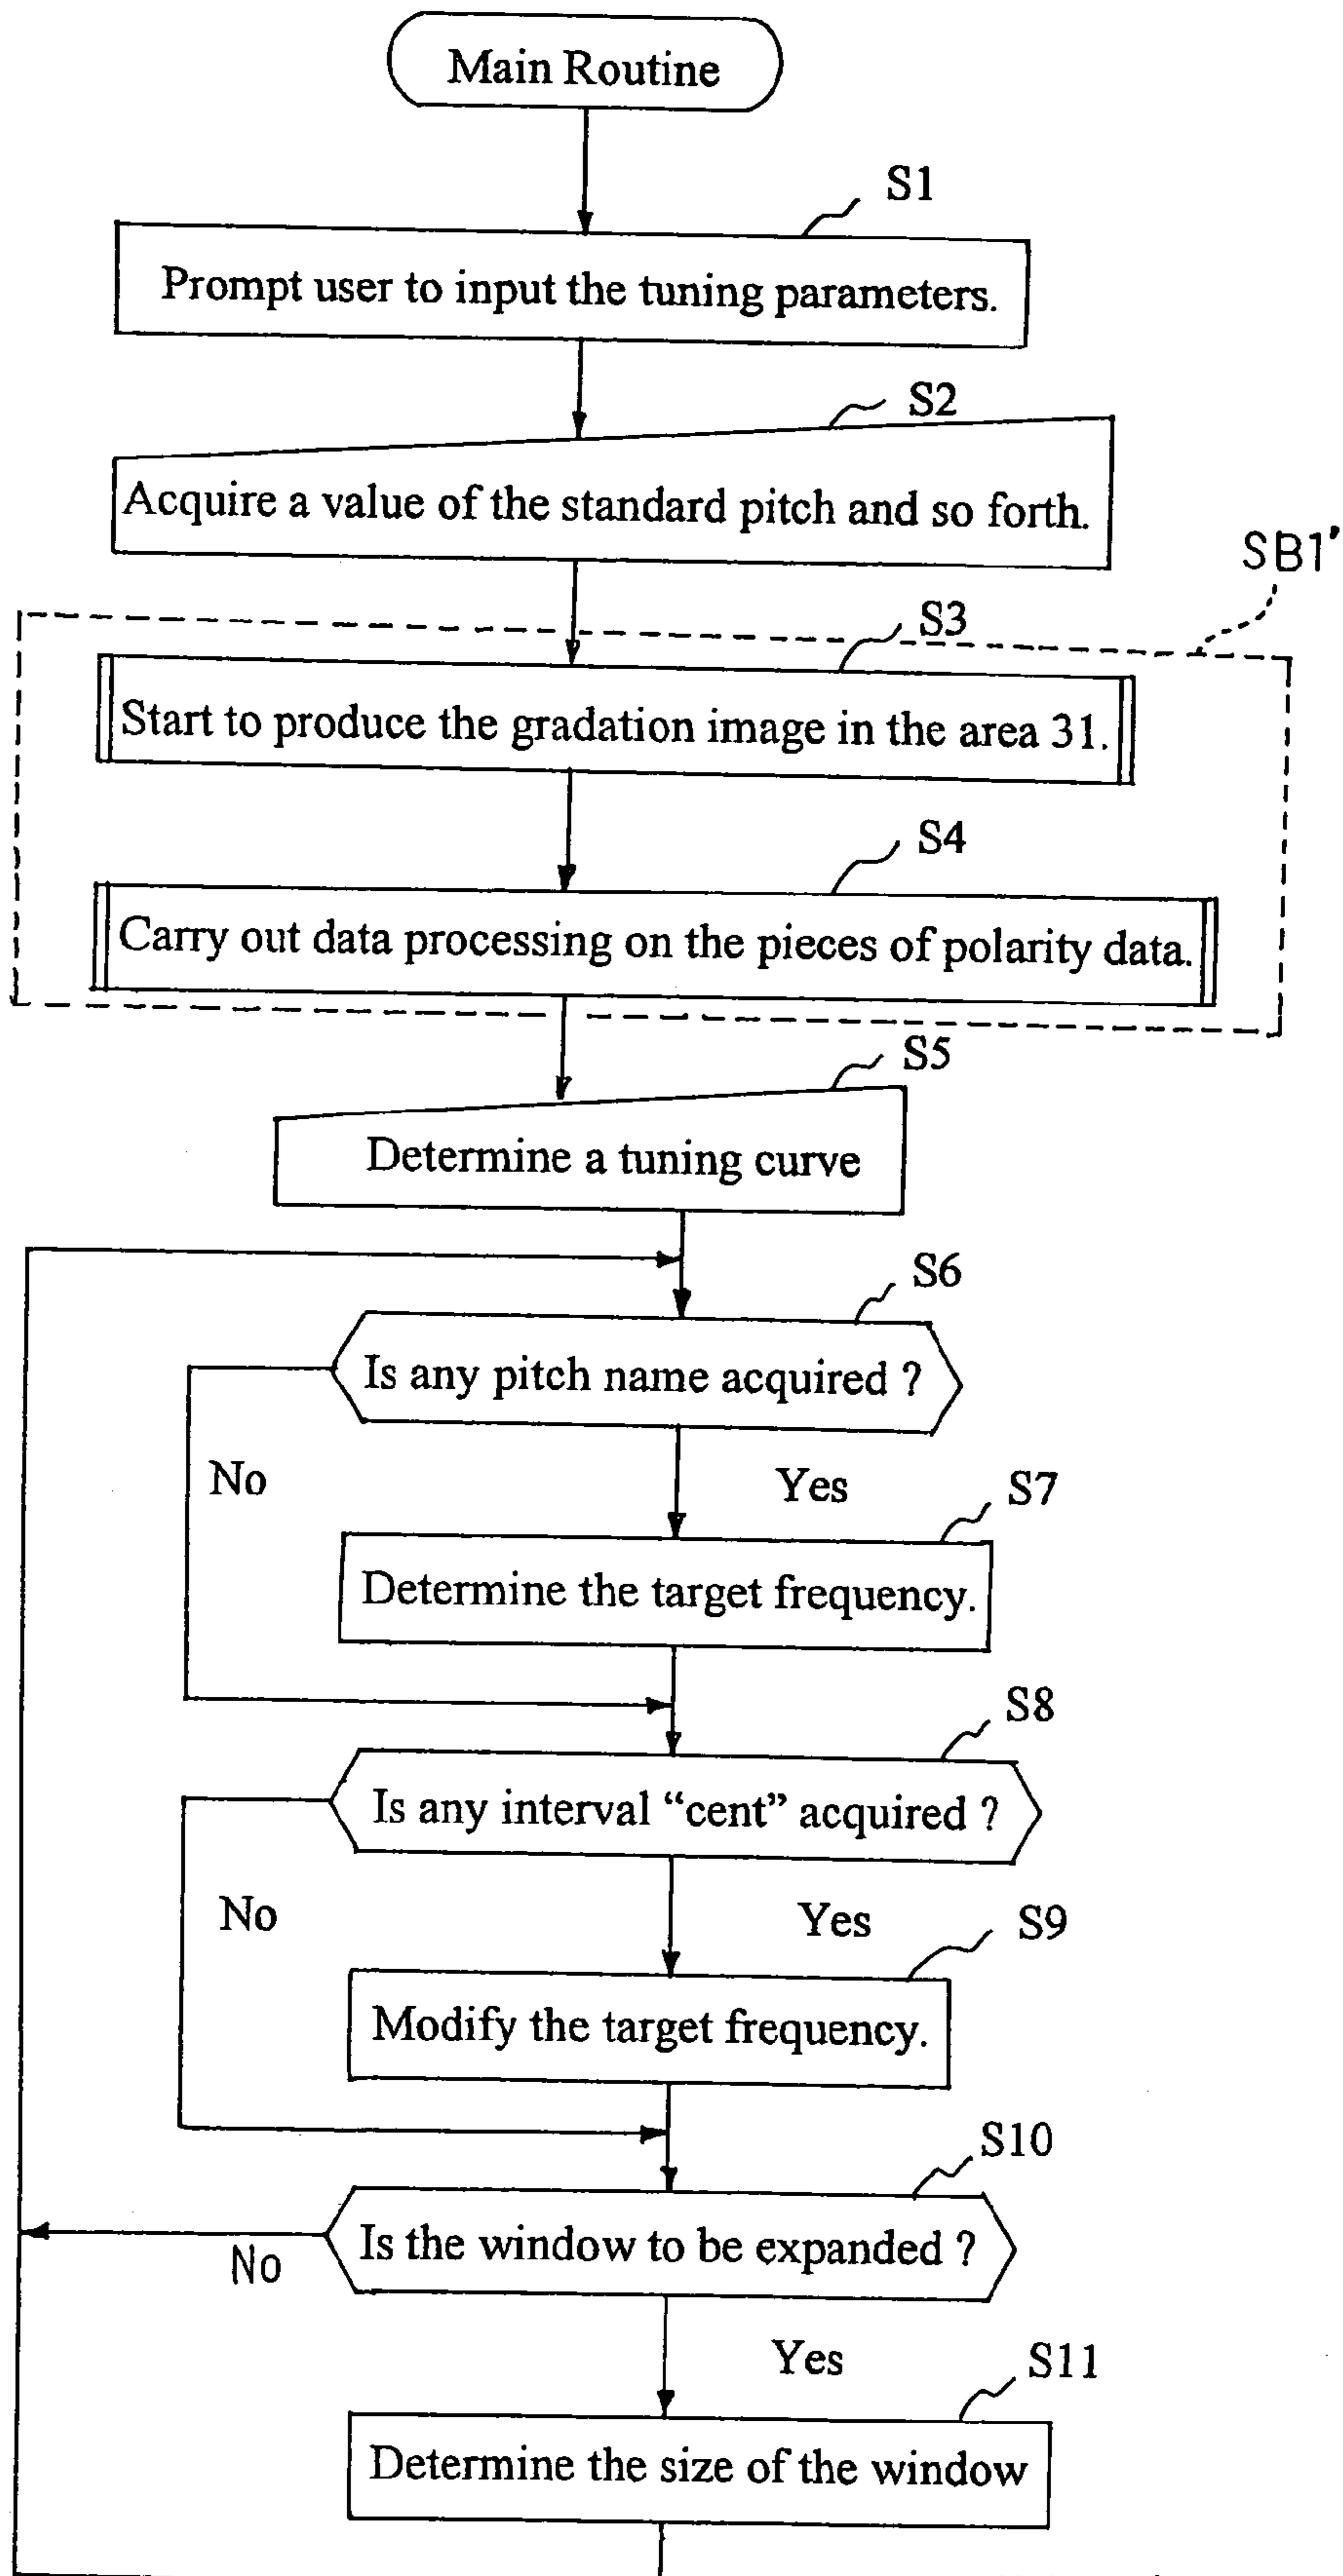 Main Routine
S1
Prompt user to input the tuning parameters.
S2
Acquire a value of the standard pitch and so forth.
SB1'
S3
Start to produce the gradation image in the area 31.
S4
Carry out data processing on the pieces of polarity data.
S5
Determine a tuning curve
S6
Is any pitch name acquired ?
No
Yes
S7
Determine the target frequency.
S8
Is any interval “cent” acquired ?
No
Yes
S9
Modify the target frequency.
S10
Is the window to be expanded ?
No
Yes
S11
Determine the size of the window